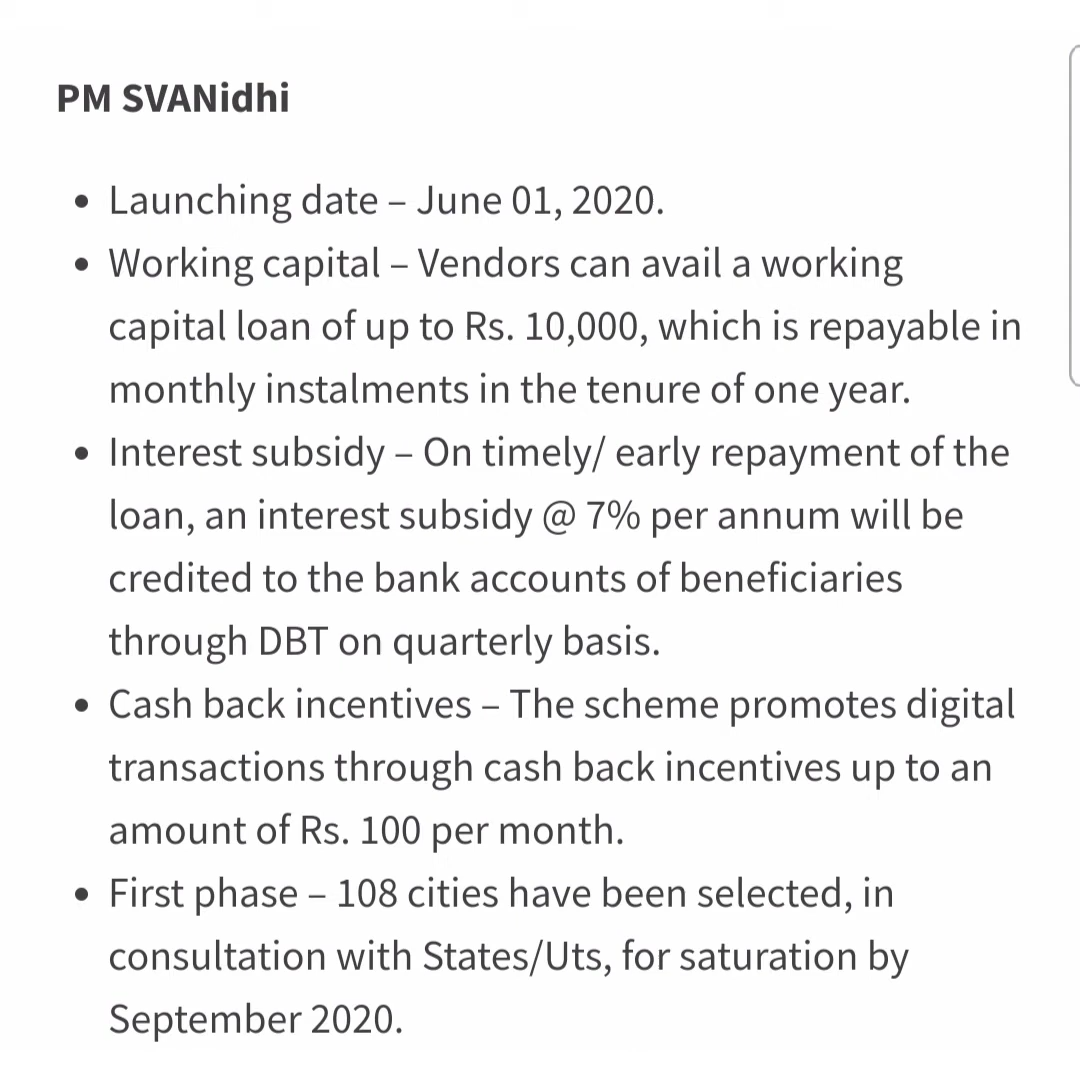 PM SVANidhi
• Launching date – June 01, 2020.
• Working capital – Vendors can avail a working
capital loan of up to Rs. 10,000, which is repayable in
monthly instalments in the tenure of one year.
• Interest subsidy – On timely/ early repayment of the
loan, an interest subsidy @ 7% per annum will be
credited to the bank accounts of beneficiaries
through DBT on quarterly basis.
• Cash back incentives – The scheme promotes digital
transactions through cash back incentives up to an
amount of Rs. 100 per month.
• First phase – 108 cities have been selected, in
consultation with States/Uts, for saturation by
September 2020.